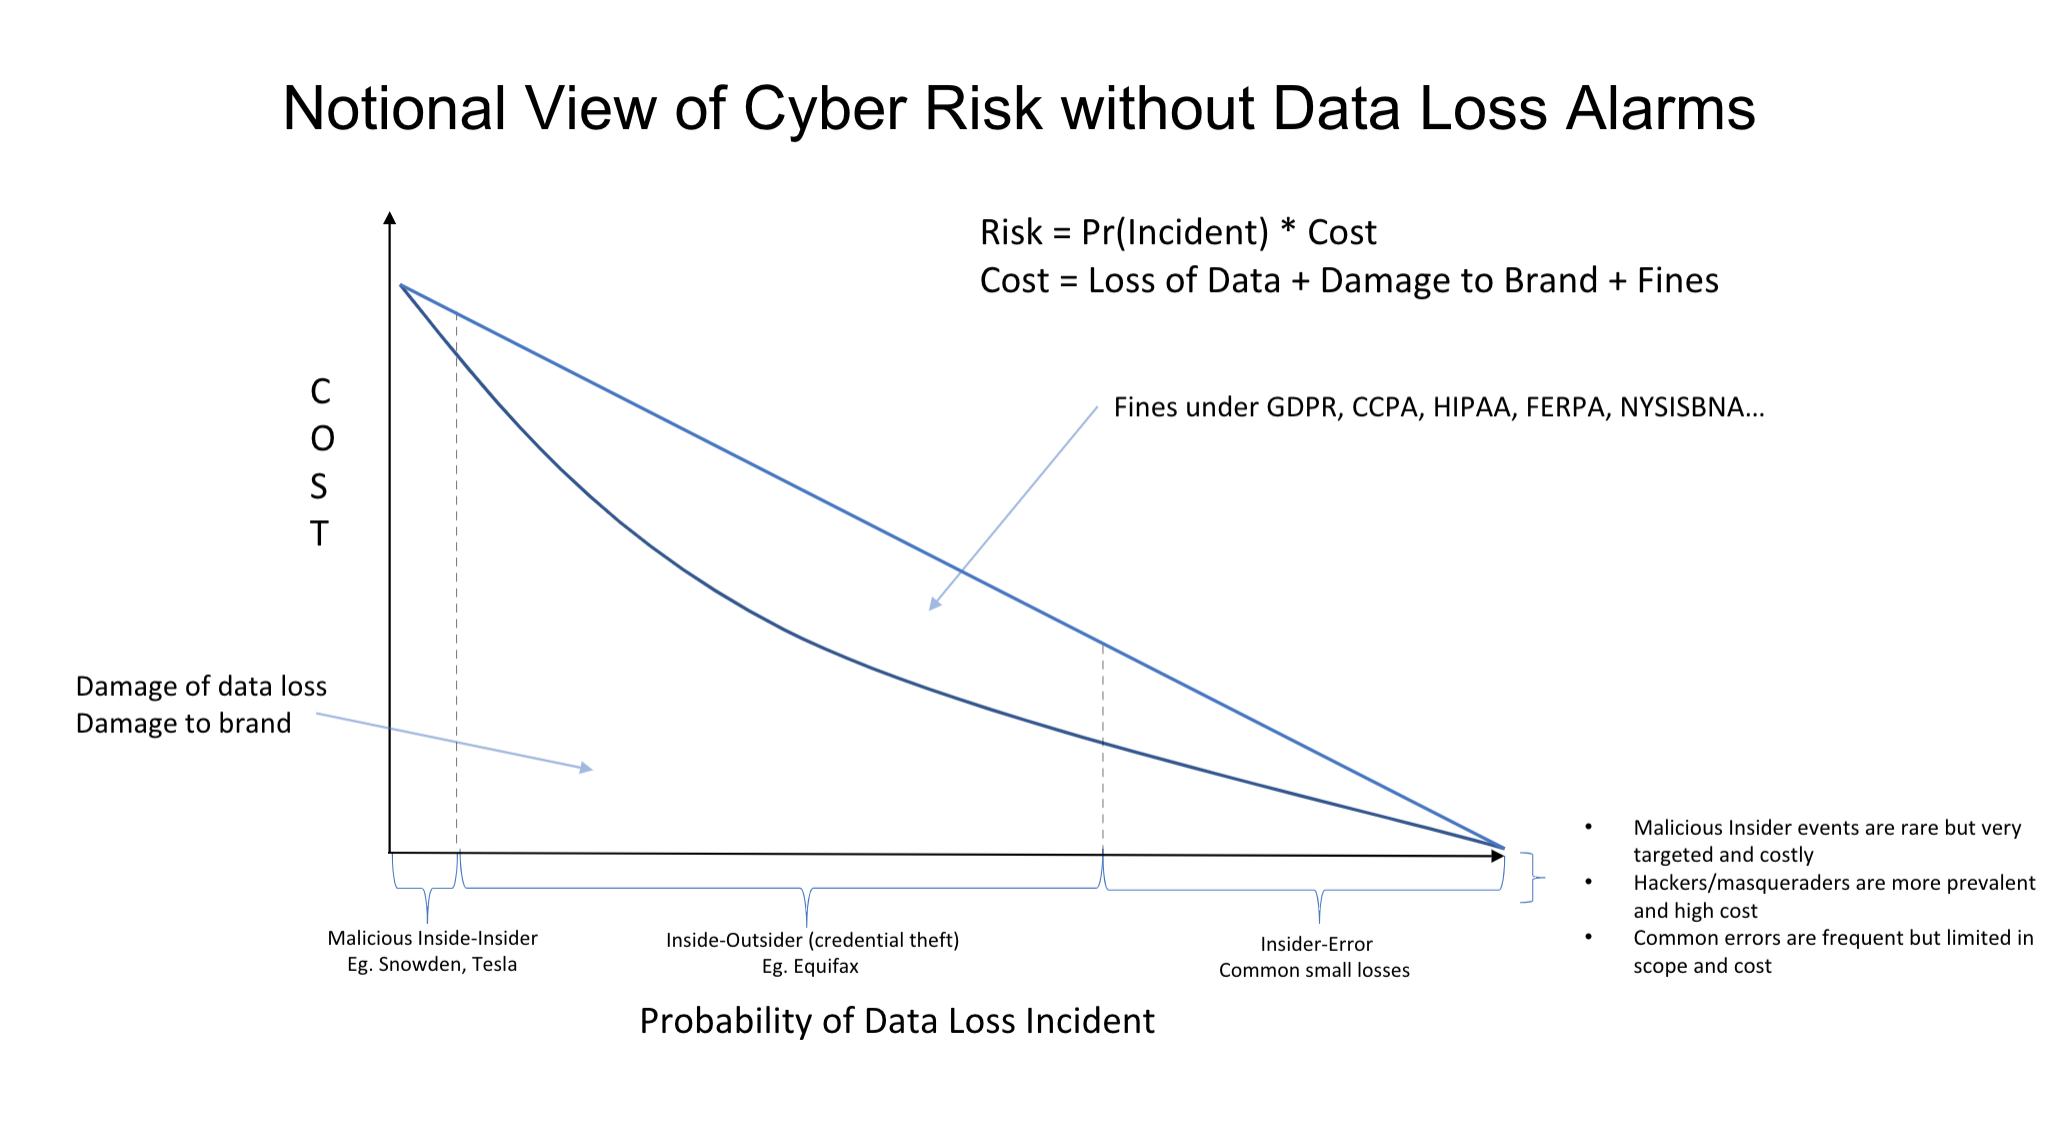 Notional View of Cyber Risk without Data Loss Alarms
Risk = Pr(Incident) * Cost
Cost = Loss of Data + Damage to Brand + Fines
C
O
S
T
Fines under GDPR, CCPA, HIPAA, FERPA, NYSISBNA...
Damage of data loss
Damage to brand
Malicious Inside-Insider
Eg. Snowden, Tesla
Inside-Outsider (credential theft)
Eg. Equifax
Insider-Error
Common small losses
• Malicious Insider events are rare but very
targeted and costly
• Hackers/masqueraders are more prevalent
and high cost
• Common errors are frequent but limited in
scope and cost
Probability of Data Loss Incident